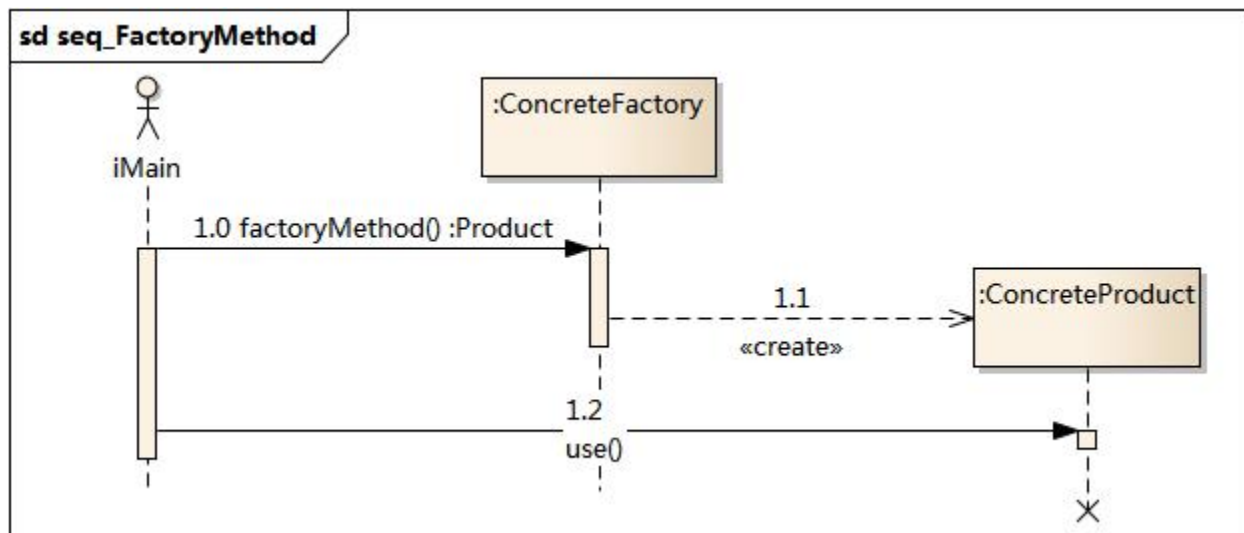 sd seq_FactoryMethod
:ConcreteFactory
iMain
1.0 factoryMethod() :Product
:ConcreteProduct
1.1
«create»
1.2
use()